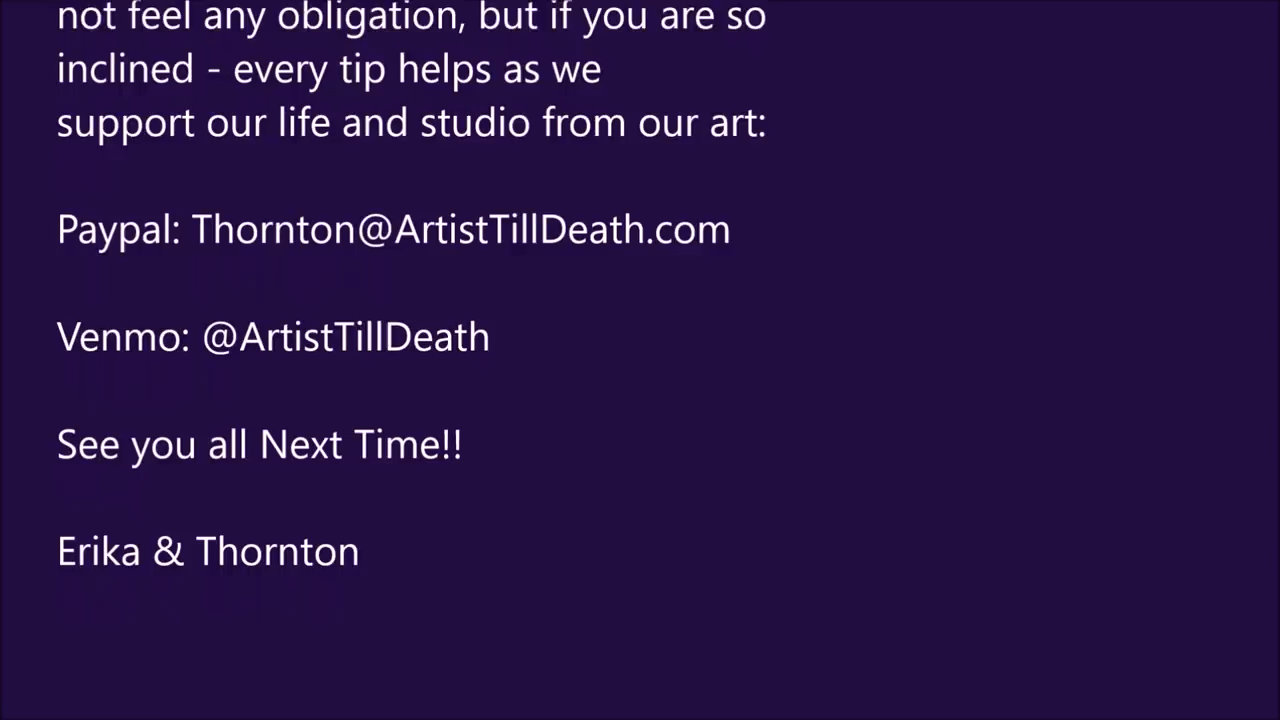 not feel any obligation, but if you are so
inclined - every tip helps as we
support our life and studio from our art:
Paypal: Thornton@ArtistTillDeath.com
Venmo: @ArtistTillDeath
See you all Next Time!!
Erika & Thornton